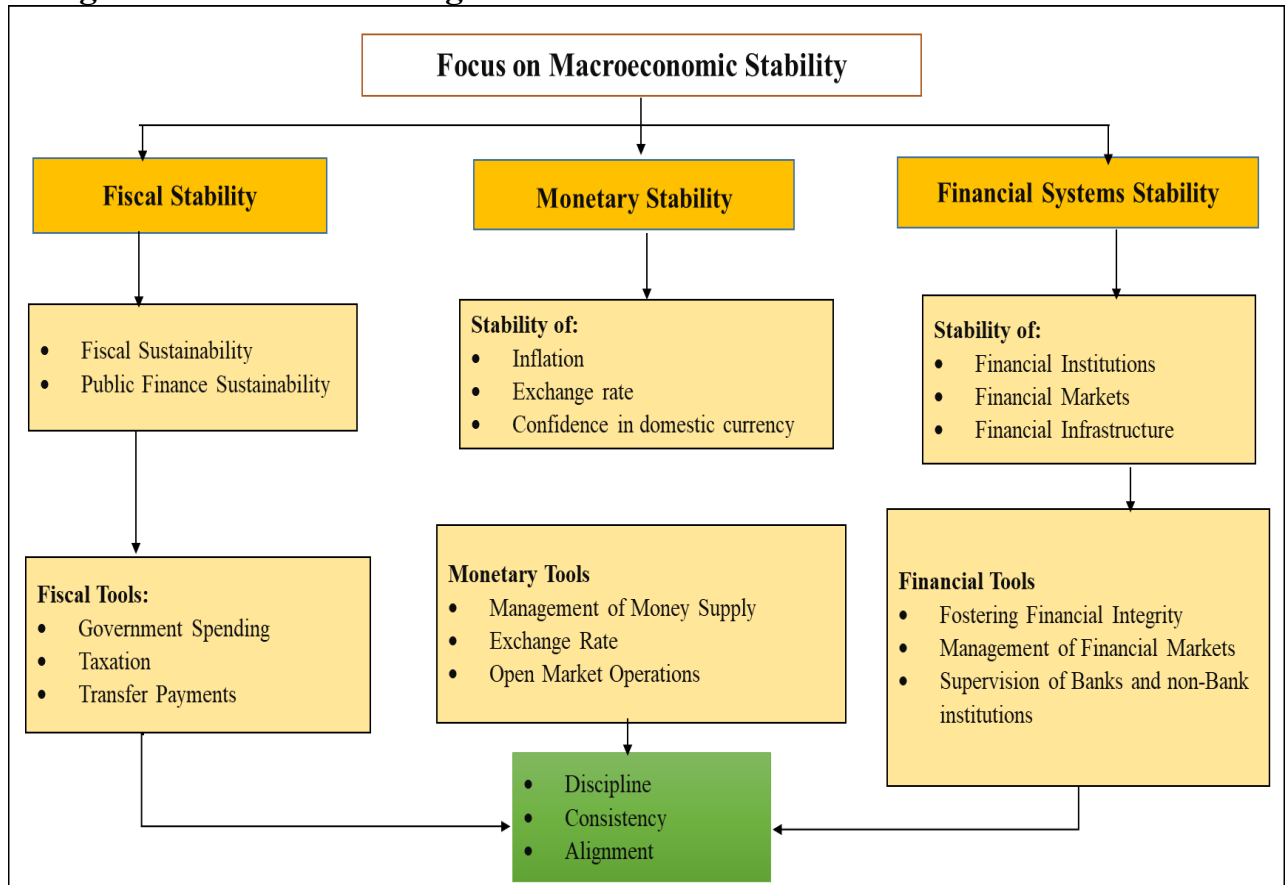 Focus on Macroeconomic Stability
Fiscal Stability
Monetary Stability
Financial Systems Stability
• Fiscal Sustainability
• Public Finance Sustainability
Stability of:
• Inflation
• Exchange rate
• Confidence in domestic currency
Stability of:
• Financial Institutions
• Financial Markets
• Financial Infrastructure
Fiscal Tools:
• Government Spending
• Taxation
• Transfer Payments
Monetary Tools
• Management of Money Supply
• Exchange Rate
• Open Market Operations
Financial Tools
• Fostering Financial Integrity
• Management of Financial Markets
• Supervision of Banks and non-Bank
institutions
• Discipline
• Consistency
• Alignment